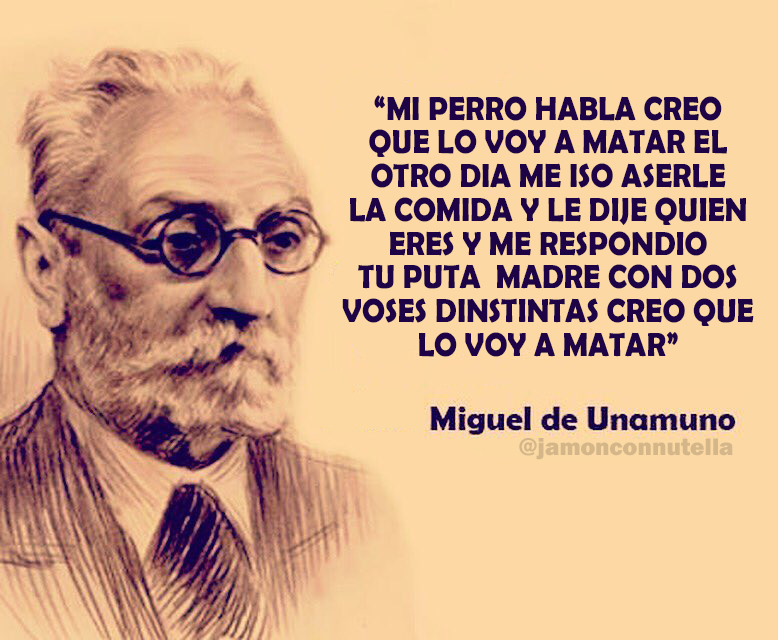 “MI PERRO HABLA CREO
QUE LO VOY A MATAR EL
OTRO DIA ME ISO ASERLE
LA COMIDA Y LE DIJE QUIEN
ERES Y ME RESPONDIO
TU PUTA MADRE CON DOS
VOSES DINSTINTAS CREO QUE
LO VOY A MATAR”
Miguel de Unamuno
@jamonconnutella